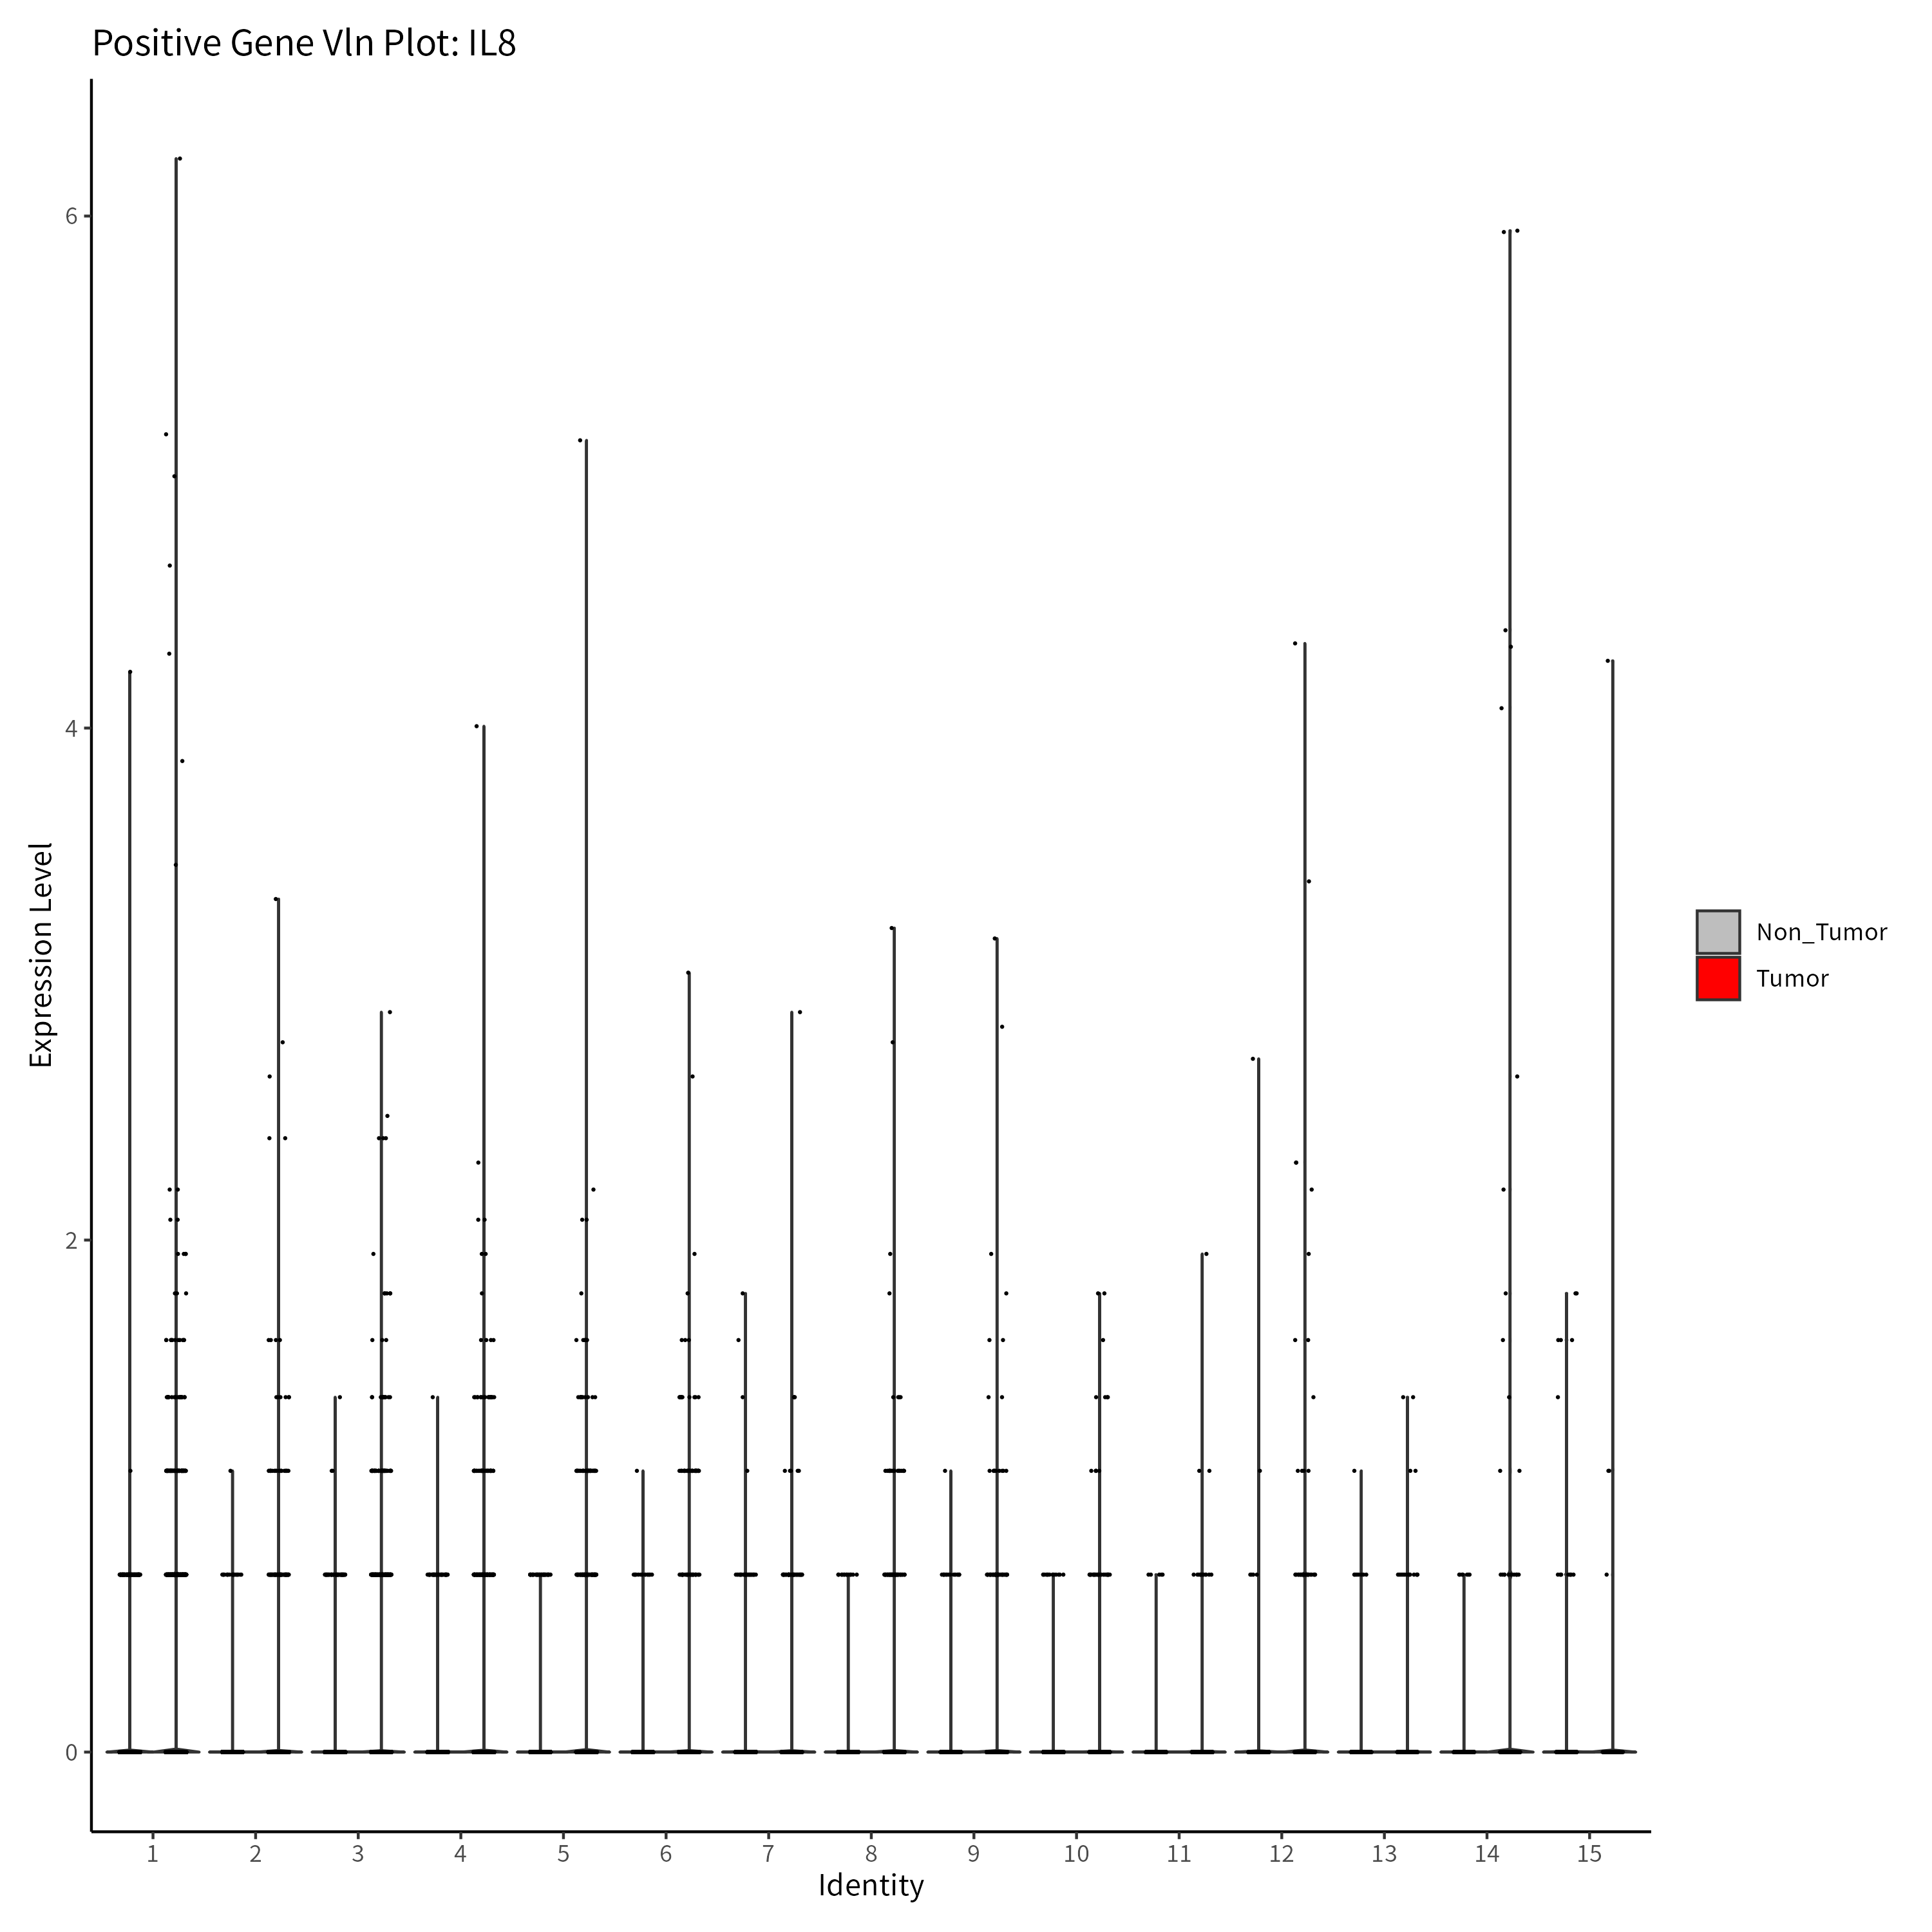 Positive Gene Vln Plot: IL8
Expression Level
6
4
2
0
1 2 3 4 5 6 7 8 9 10 11 12 13 14 15
Identity
Non_Tumor
Tumor